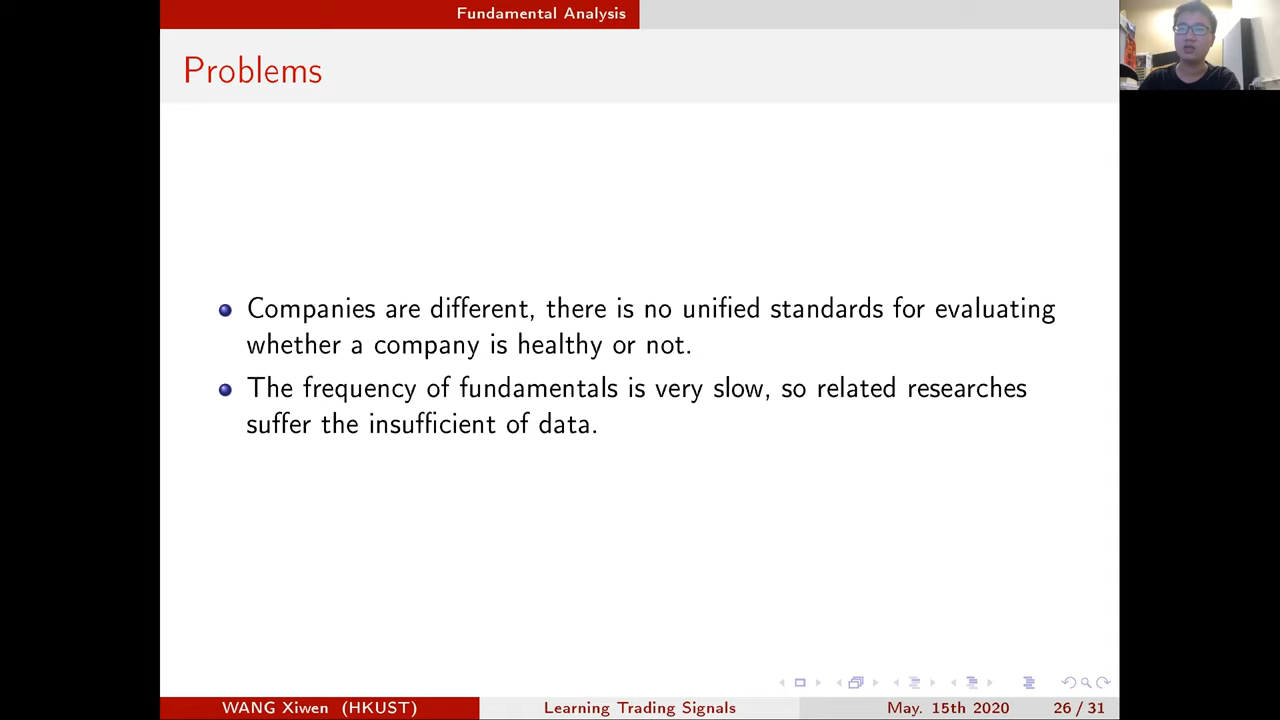 Fundamental Analysis
Problems
Companies are different, there is no unified standards for evaluating
whether a company is healthy or not.
The frequency of fundamentals is very slow, so related researches
suffer the insufficient of data.
WANG Xiwen (HKUST)
Learning Trading Signals
May. 15th 2020
26 / 31